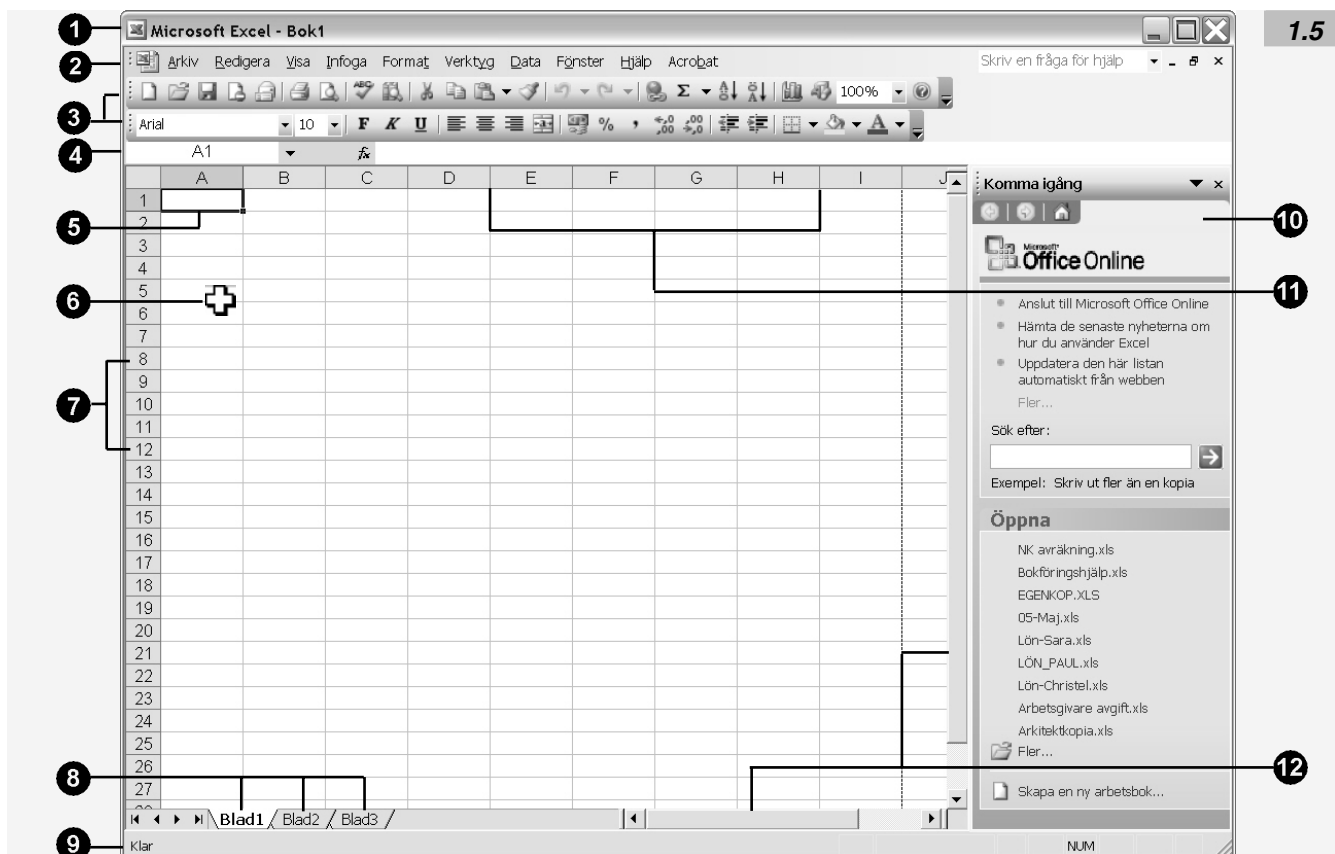 1 Microsoft Excel - Bok1 1.5
2 Arkiv Redigera Visa Infoga Format Verktyg Data Fönster Hjälp Acrobat Skriv en fråga för hjälp
100%
3 Arial 10 F K U %
4 A1 fx
A B C D E F G H I J
Komma igång
1
5 2
10
3
Microsoft
Office Online
4
5
6
11
Anslut till Microsoft Office Online
6
Hämta de senaste nyheterna om
hur du använder Excel
7
8
Uppdatera den här listan
automatiskt från webben
9
7 10
Fler...
11
Sök efter:
12
13
Exempel: Skriv ut fler än en kopia
14
15
Öppna
16
NK avräkning.xls
17
Bokföringshjälp.xls
18
EGENKOP.XLS
19
05-Maj.xls
20
Lön-Sara.xls
21
LÖN_PAUL.xls
22
Lön-Christel.xls
23
Arbetsgivare avgift.xls
24
Arkitektkopia.xls
25
Fler...
26
8
12
27
Skapa en ny arbetsbok...
Blad1 Blad2 Blad3
9 Klar NUM